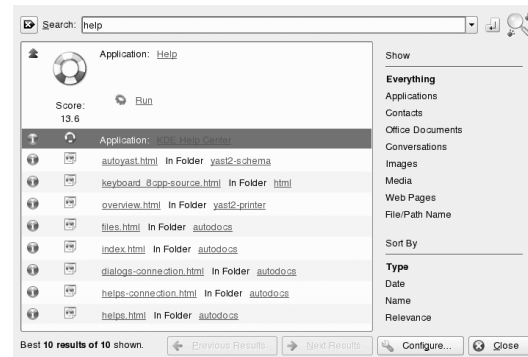 Search: help
Application: Help
Run
Score:
13.6
Application: KDE Help Center
autoyast.html In Folder yast2-schema
keyboard_8cpp-source.html In Folder html
overview.html In Folder yast2-printer
files.html In Folder autodocs
index.html In Folder autodocs
dialogs-connection.html In Folder autodocs
helps-connection.html In Folder autodocs
helps.html In Folder autodocs
Show
Everything
Applications
Contacts
Office Documents
Conversations
Images
Media
Web Pages
File/Path Name
Sort By
Type
Date
Name
Relevance
Best 10 results of 10 shown.
Previous Results
Next Results
Configure...
Close